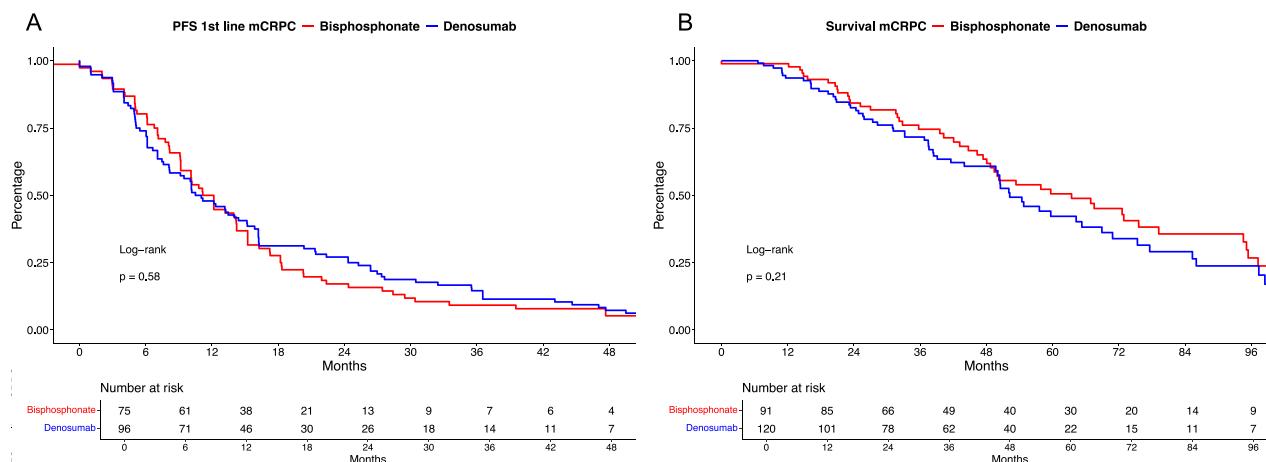 A
PFS 1st line mCRPC Bisphosphonate Denosumab
1.00
0.75
0.50
0.25
0.00
Percentage
Log-rank
p = 0.58
0 6 12 18 24 30 36 42 48
Months
Number at risk
Bisphosphonate 75 61 38 21 13 9 7 6 4
Denosumab 96 71 46 30 26 18 14 11 7
0 6 12 18 24 30 36 42 48
Months
B
Survival mCRPC Bisphosphonate Denosumab
1.00
0.75
0.50
0.25
0.00
Percentage
Log-rank
p = 0.21
0 12 24 36 48 60 72 84 96
Months
Number at risk
Bisphosphonate 91 85 66 49 40 30 20 14 9
Denosumab 120 101 78 62 40 22 15 11 7
0 12 24 36 48 60 72 84 96
Months